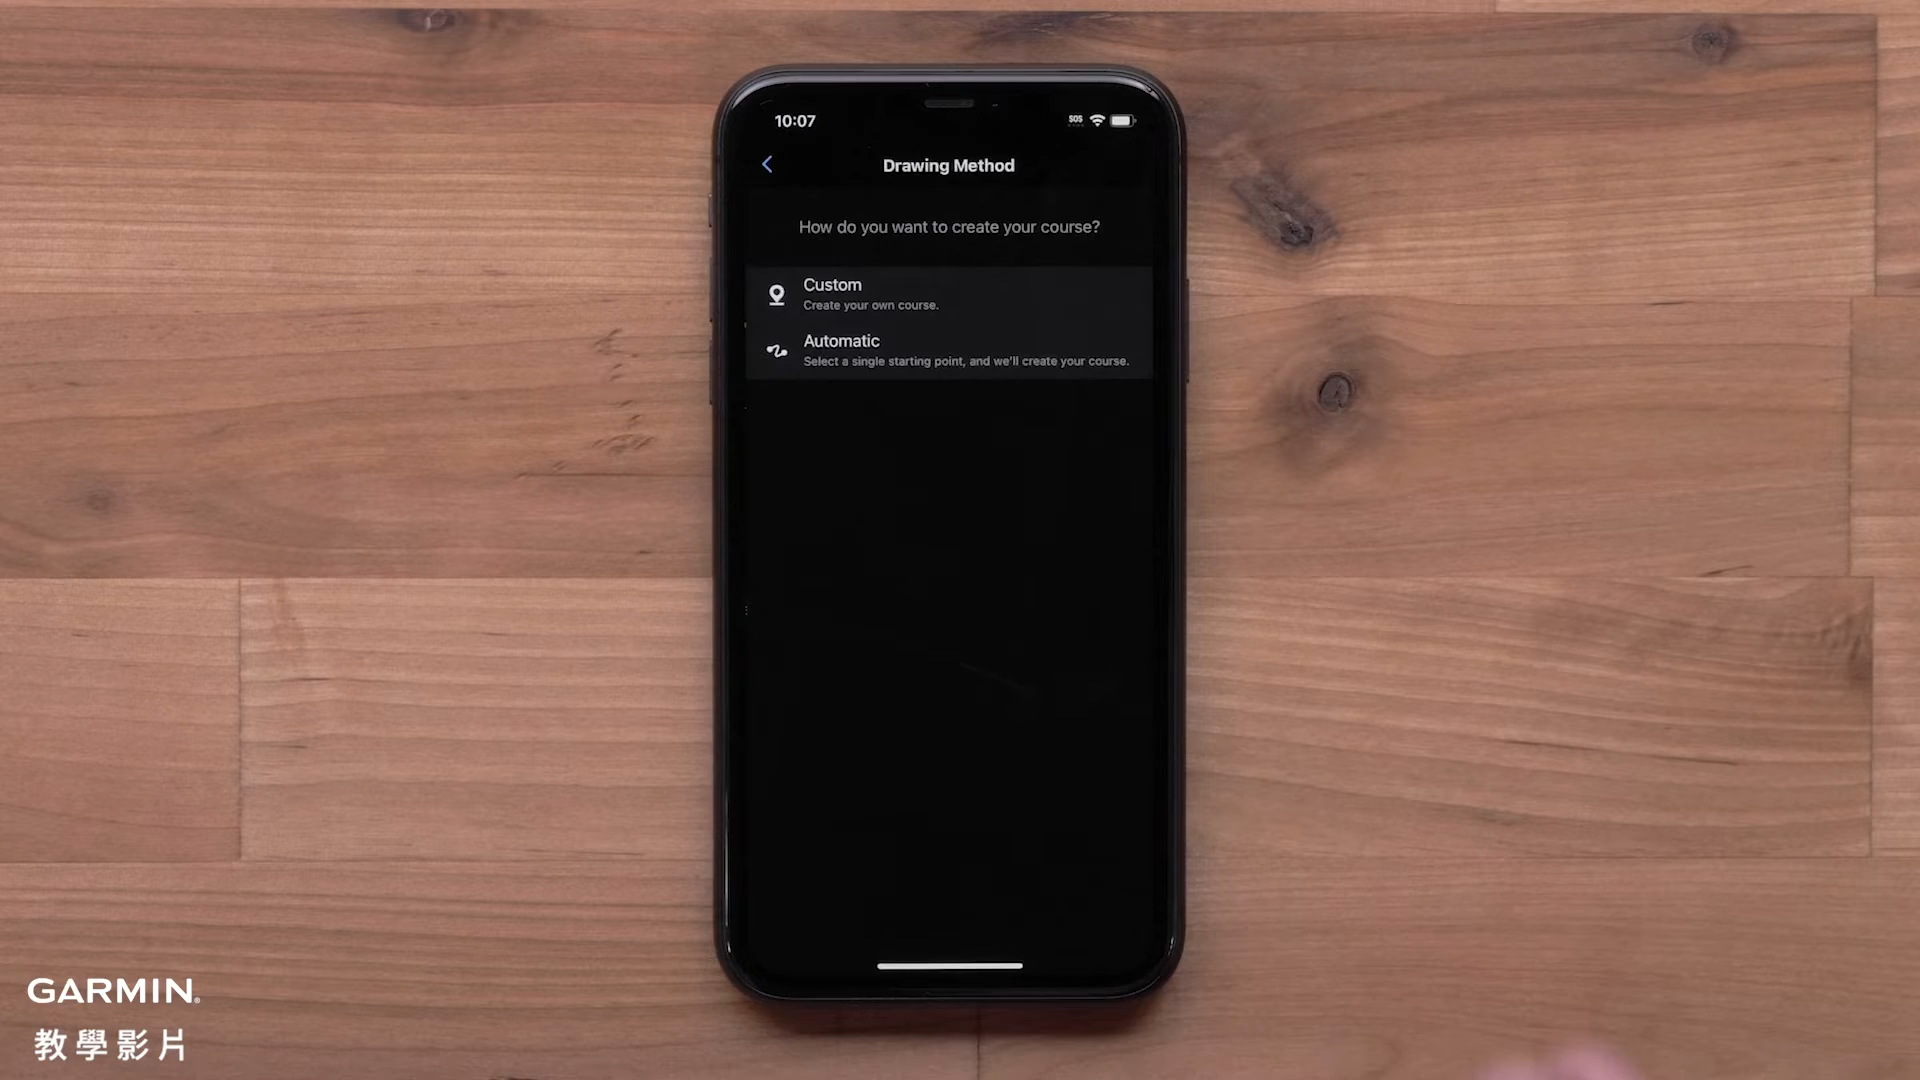 10:07
SOS
Drawing Method
How do you want to create your course?
Custom
Create your own course.
Automatic
Select a single starting point, and we'll create your course.
GARMIN
教學影片